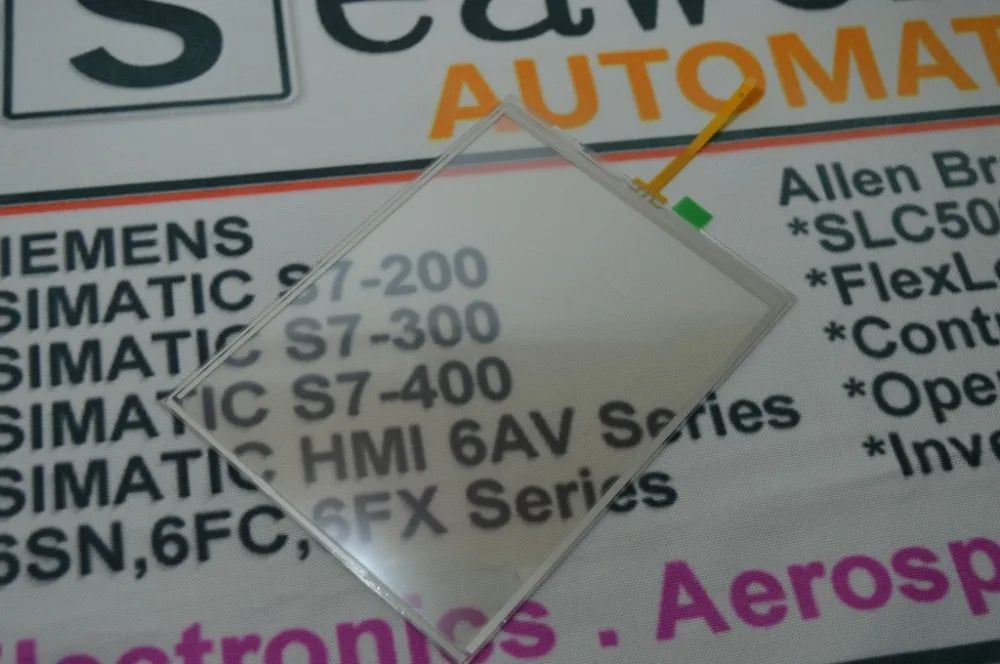 S
AUTOMAT
IEMENS
SIMATIC S7-200
SIMATIC S7-300
SIMATIC S7-400
SIMATIC HMI 6AV Series
6SN,6FC,6FX Series
Allen Br
*SLC50
*FlexL
*Cont
*Ope
*Inv
lectronics . Aerosp